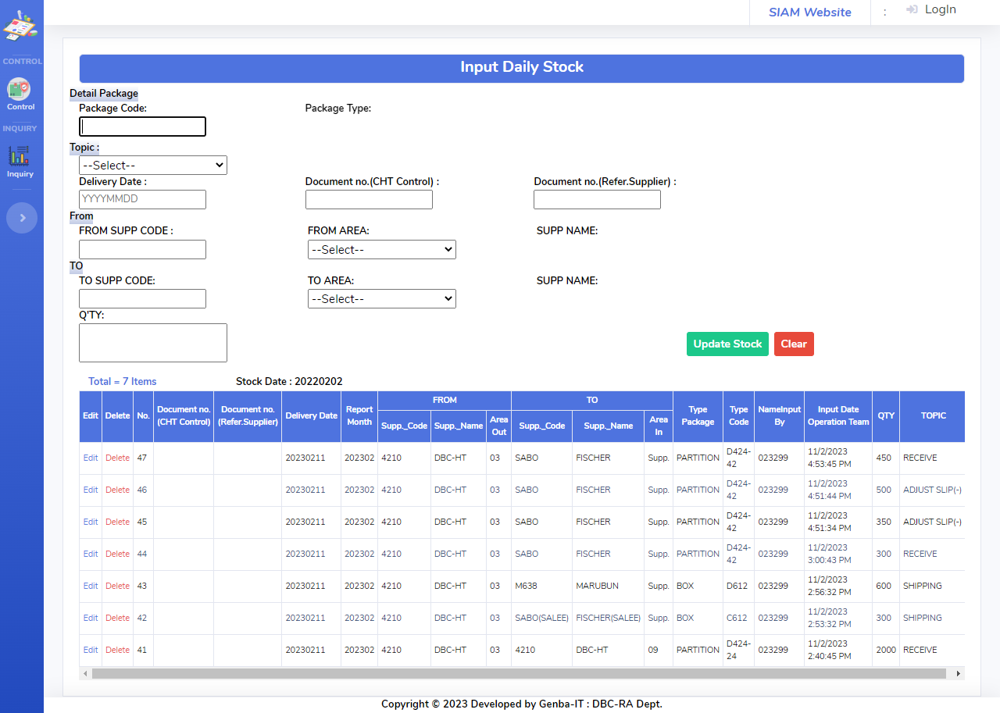 SIAM Website : LogIn
CONTROL
Control
INQUIRY
Inquiry
Input Daily Stock
Detail Package
Package Code: Package Type:
Topic :
--Select--
Delivery Date : Document no.(CHT Control) : Document no.(Refer.Supplier) :
YYYYMMDD
From
FROM SUPP CODE : FROM AREA: SUPP NAME:
--Select--
TO
TO SUPP CODE: TO AREA: SUPP NAME:
--Select--
Q'TY:
Update Stock Clear
Total = 7 Items Stock Date : 20220202
Edit Delete No. Document no. (CHT Control) Document no. (Refer.Supplier) Delivery Date Report Month FROM TO Type Package Type Code NameInput By Input Date Operation Team QTY TOPIC
Supp._Code Supp._Name Area Out Supp._Code Supp._Name Area In
Edit Delete 47 20230211 202302 4210 DBC-HT 03 SABO FISCHER Supp. PARTITION D424-42 023299 11/2/2023 4:53:45 PM 450 RECEIVE
Edit Delete 46 20230211 202302 4210 DBC-HT 03 SABO FISCHER Supp. PARTITION D424-42 023299 11/2/2023 4:51:44 PM 500 ADJUST SLIP(-)
Edit Delete 45 20230211 202302 4210 DBC-HT 03 SABO FISCHER Supp. PARTITION D424-42 023299 11/2/2023 4:51:34 PM 350 ADJUST SLIP(-)
Edit Delete 44 20230211 202302 4210 DBC-HT 03 SABO FISCHER Supp. PARTITION D424-42 023299 11/2/2023 3:00:43 PM 300 RECEIVE
Edit Delete 43 20230211 202302 4210 DBC-HT 03 M638 MARUBUN Supp. BOX D612 023299 11/2/2023 2:56:32 PM 600 SHIPPING
Edit Delete 42 20230211 202302 4210 DBC-HT 03 SABO(SALEE) FISCHER(SALEE) Supp. BOX C612 023299 11/2/2023 2:53:32 PM 300 SHIPPING
Edit Delete 41 20230211 202302 4210 DBC-HT 03 4210 DBC-HT 09 PARTITION D424-24 023299 11/2/2023 2:40:45 PM 2000 RECEIVE
Copyright © 2023 Developed by Genba-IT : DBC-RA Dept.